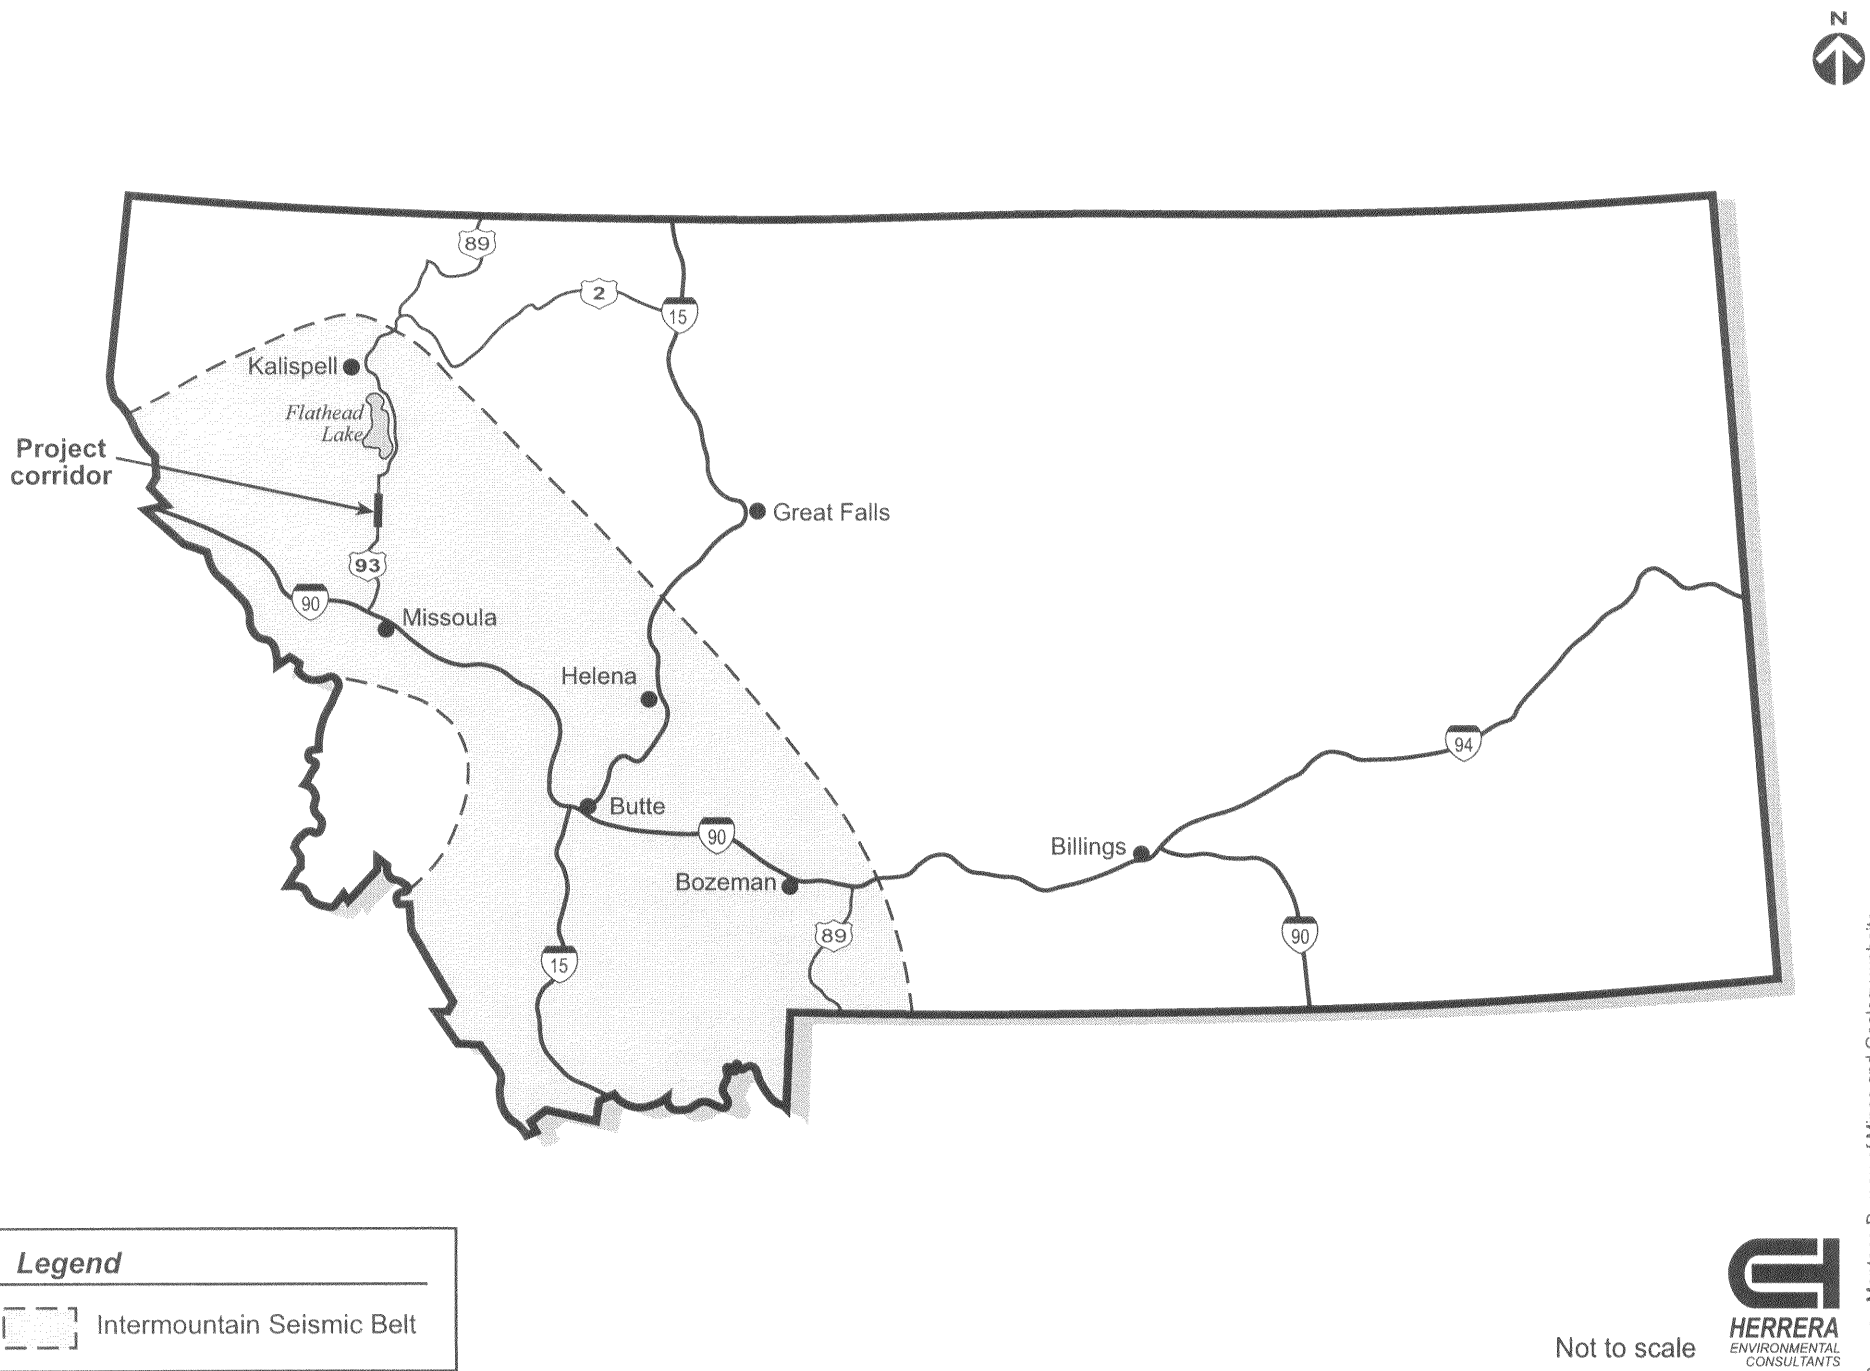 N
89
2
15
Kalispell
Flathead
Lake
Project
corridor
Great Falls
93
90
Missoula
Helena
94
Butte
90
Billings
Bozeman
89
90
15
Legend
Intermountain Seismic Belt
Not to scale
HERRERA
ENVIRONMENTAL
CONSULTANTS